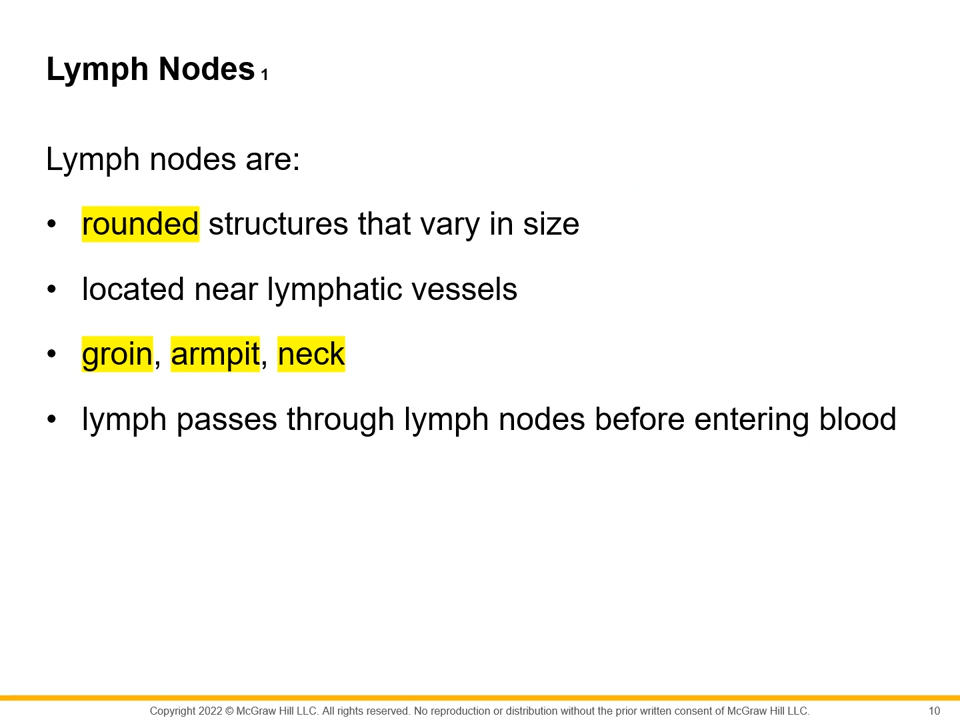 Lymph Nodes 1
Lymph nodes are:
• rounded structures that vary in size
• located near lymphatic vessels
• groin, armpit, neck
• lymph passes through lymph nodes before entering blood
Copyright 2022 © McGraw Hill LLC. All rights reserved. No reproduction or distribution without the prior written consent of McGraw Hill LLC. 10